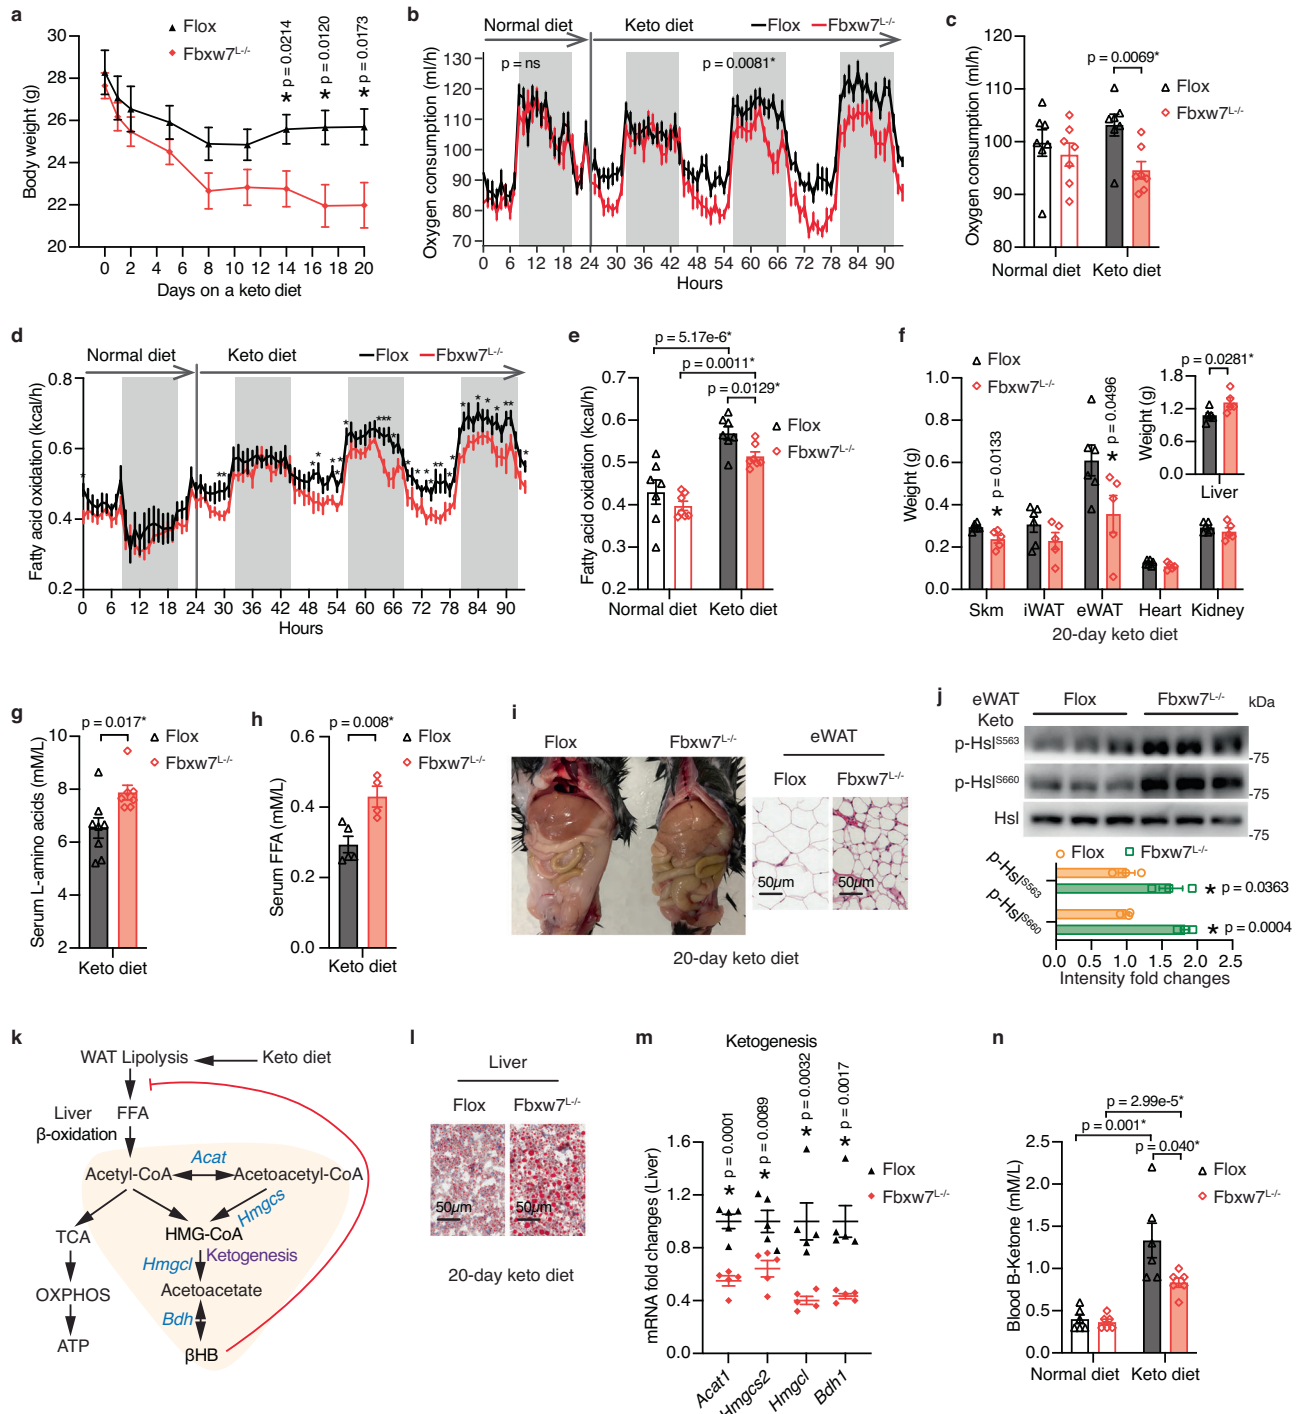 a
Flox
Fbxw7L-/-
p = 0.0214
p = 0.0120
p = 0.0173
* * *
Body weight (g)
30
28
26
24
22
20
0 2 4 6 8 10 12 14 16 18 20
Days on a keto diet
b
Normal diet
Keto diet
Flox
Fbxw7L-/-
p = ns
p = 0.0081*
Oxygen consumption (ml/h)
130
120
110
100
90
80
70
0 6 12 18 24 30 36 42 48 54 60 66 72 78 84 90
Hours
c
p = 0.0069*
Flox
Fbxw7L-/-
Oxygen consumption (ml/h)
120
110
100
90
80
Normal diet Keto diet
d
Normal diet
Keto diet
Flox
Fbxw7L-/-
Fatty acid oxidation (kcal/h)
0.8
0.6
0.4
0.2
0 6 12 18 24 30 36 42 48 54 60 66 72 78 84 90
Hours
e
p = 5.17e-6*
p = 0.0011*
p = 0.0129*
Flox
Fbxw7L-/-
Fatty acid oxidation (kcal/h)
0.7
0.6
0.5
0.4
0.3
0.2
Normal diet Keto diet
f
Flox
Fbxw7L-/-
* p = 0.0133
* p = 0.0496
Weight (g)
1.0
0.8
0.6
0.4
0.2
0.0
Skm iWAT eWAT Heart Kidney
20-day keto diet
p = 0.0281*
Weight (g)
1.8
1.2
0.6
0.0
Liver
g
p = 0.017*
Flox
Fbxw7L-/-
Serum L-amino acids (mM/L)
10
8
6
4
2
Keto diet
h
p = 0.008*
Flox
Fbxw7L-/-
Serum FFA (mM/L)
0.6
0.4
0.2
0.0
Keto diet
i
Flox Fbxw7L-/-
eWAT
Flox Fbxw7L-/-
50µm 50µm
20-day keto diet
j
eWAT
Keto
Flox Fbxw7L-/- kDa
p-HslS563
-75
p-HslS660
-75
Hsl
-75
Flox Fbxw7L-/-
p-HslS563
* p = 0.0363
p-HslS660
* p = 0.0004
0.0 0.5 1.0 1.5 2.0 2.5
Intensity fold changes
k
WAT Lipolysis
Keto diet
FFA
Liver
β-oxidation
Acetyl-CoA
Acat
Acetoacetyl-CoA
Hmgcs
TCA
HMG-CoA
Ketogenesis
Hmgcl
OXPHOS
Acetoacetate
Bdh
ATP
βHB
l
Liver
Flox Fbxw7L-/-
50µm 50µm
20-day keto diet
m
Ketogenesis
* p = 0.0001
* p = 0.0089
* p = 0.0032
* p = 0.0017
Flox
Fbxw7L-/-
mRNA fold changes (Liver)
1.6
1.2
0.8
0.4
0.0
Acat1 Hmgcs2 Hmgcl Bdh1
n
p = 2.99e-5*
p = 0.001*
p = 0.040*
Flox
Fbxw7L-/-
Blood B-Ketone (mM/L)
2.5
2.0
1.5
1.0
0.5
0.0
Normal diet Keto diet